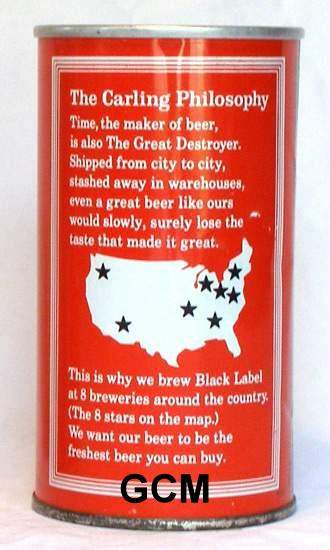 The Carling Philosophy
Time, the maker of beer,
is also The Great Destroyer.
Shipped from city to city,
stashed away in warehouses,
even a great beer like ours
would slowly, surely lose the
taste that made it great.
This is why we brew Black Label
at 8 breweries around the country.
(The 8 stars on the map.)
We want our beer to be the
freshest beer you can buy.
GCM